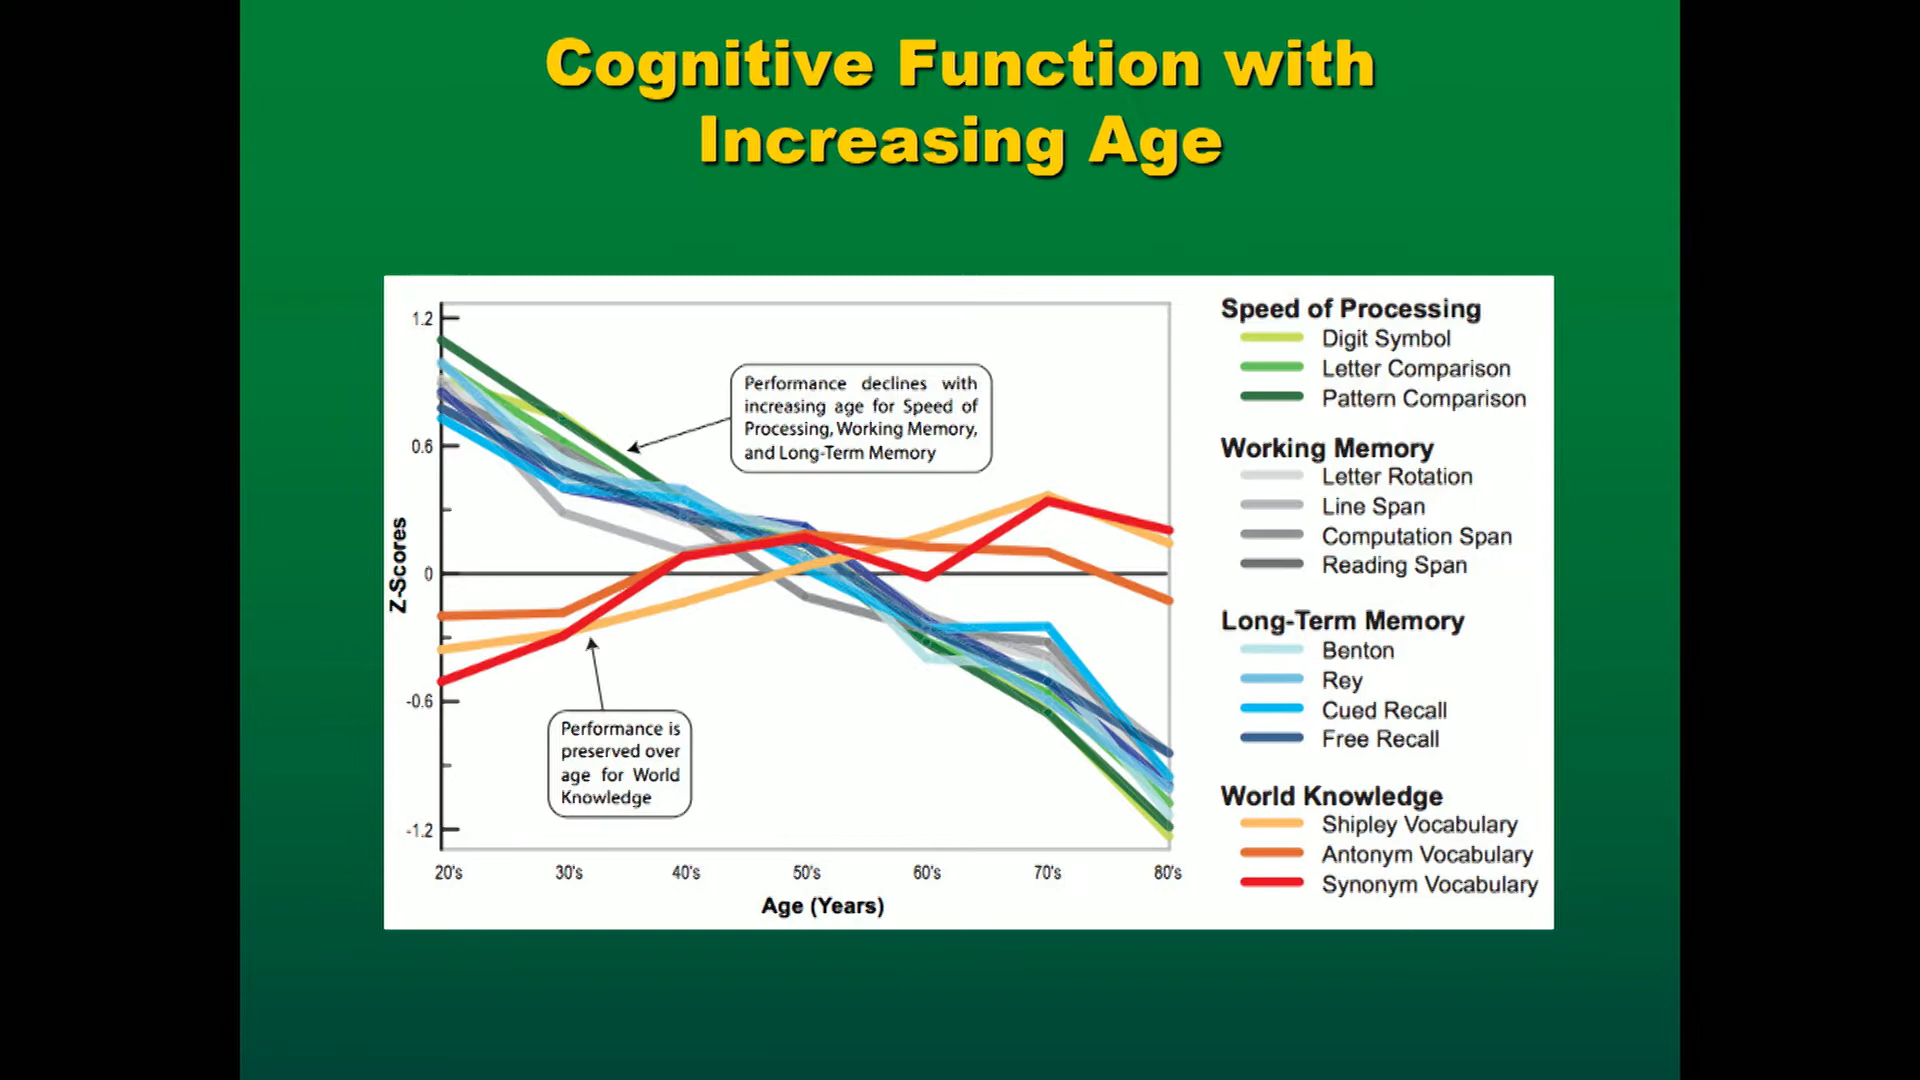 Cognitive Function with
Increasing Age
1.2
0.6
0
-0.6
-1.2
Z-Scores
Performance declines with
increasing age for Speed of
Processing, Working Memory,
and Long-Term Memory
Performance is
preserved over
age for World
Knowledge
20's 30's 40's 50's 60's 70's 80's
Age (Years)
Speed of Processing
Digit Symbol
Letter Comparison
Pattern Comparison
Working Memory
Letter Rotation
Line Span
Computation Span
Reading Span
Long-Term Memory
Benton
Rey
Cued Recall
Free Recall
World Knowledge
Shipley Vocabulary
Antonym Vocabulary
Synonym Vocabulary